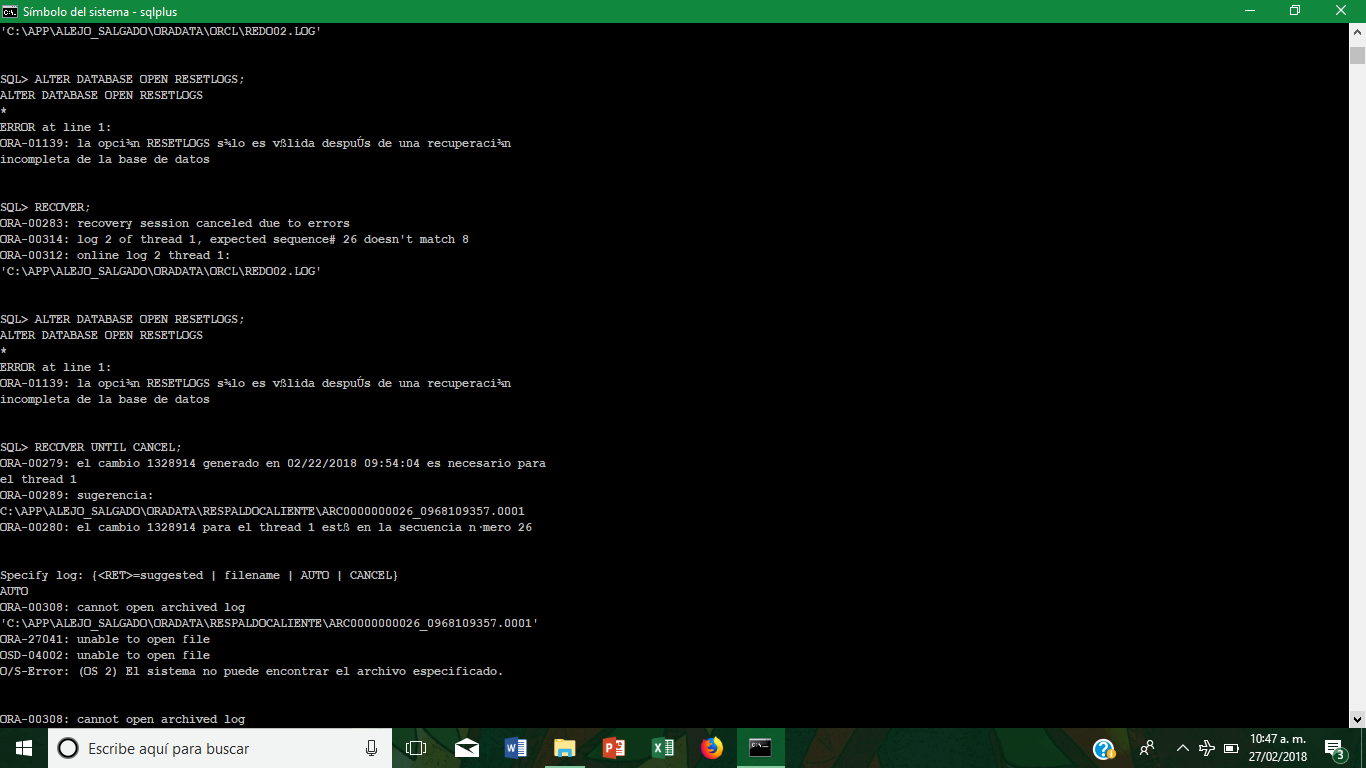 Símbolo del sistema - sqlplus
'C:\APP\ALEJO_SALGADO\ORADATA\ORCL\REDO02.LOG'
SQL> ALTER DATABASE OPEN RESETLOGS;
ALTER DATABASE OPEN RESETLOGS
*
ERROR at line 1:
ORA-01139: la opci¾n RESETLOGS s¾lo es vßlida despuÚs de una recuperaci¾n
incompleta de la base de datos
SQL> RECOVER;
ORA-00283: recovery session canceled due to errors
ORA-00314: log 2 of thread 1, expected sequence# 26 doesn't match 8
ORA-00312: online log 2 thread 1:
'C:\APP\ALEJO_SALGADO\ORADATA\ORCL\REDO02.LOG'
SQL> ALTER DATABASE OPEN RESETLOGS;
ALTER DATABASE OPEN RESETLOGS
*
ERROR at line 1:
ORA-01139: la opci¾n RESETLOGS s¾lo es vßlida despuÚs de una recuperaci¾n
incompleta de la base de datos
SQL> RECOVER UNTIL CANCEL;
ORA-00279: el cambio 1328914 generado en 02/22/2018 09:54:04 es necesario para
el thread 1
ORA-00289: sugerencia:
C:\APP\ALEJO_SALGADO\ORADATA\RESPALDOCALIENTE\ARC0000000026_0968109357.0001
ORA-00280: el cambio 1328914 para el thread 1 estß en la secuencia n·mero 26
Specify log: {<RET>=suggested | filename | AUTO | CANCEL}
AUTO
ORA-00308: cannot open archived log
'C:\APP\ALEJO_SALGADO\ORADATA\RESPALDOCALIENTE\ARC0000000026_0968109357.0001'
ORA-27041: unable to open file
OSD-04002: unable to open file
O/S-Error: (OS 2) El sistema no puede encontrar el archivo especificado.
ORA-00308: cannot open archived log
Escribe aquí para buscar
10:47 a. m.
27/02/2018
3